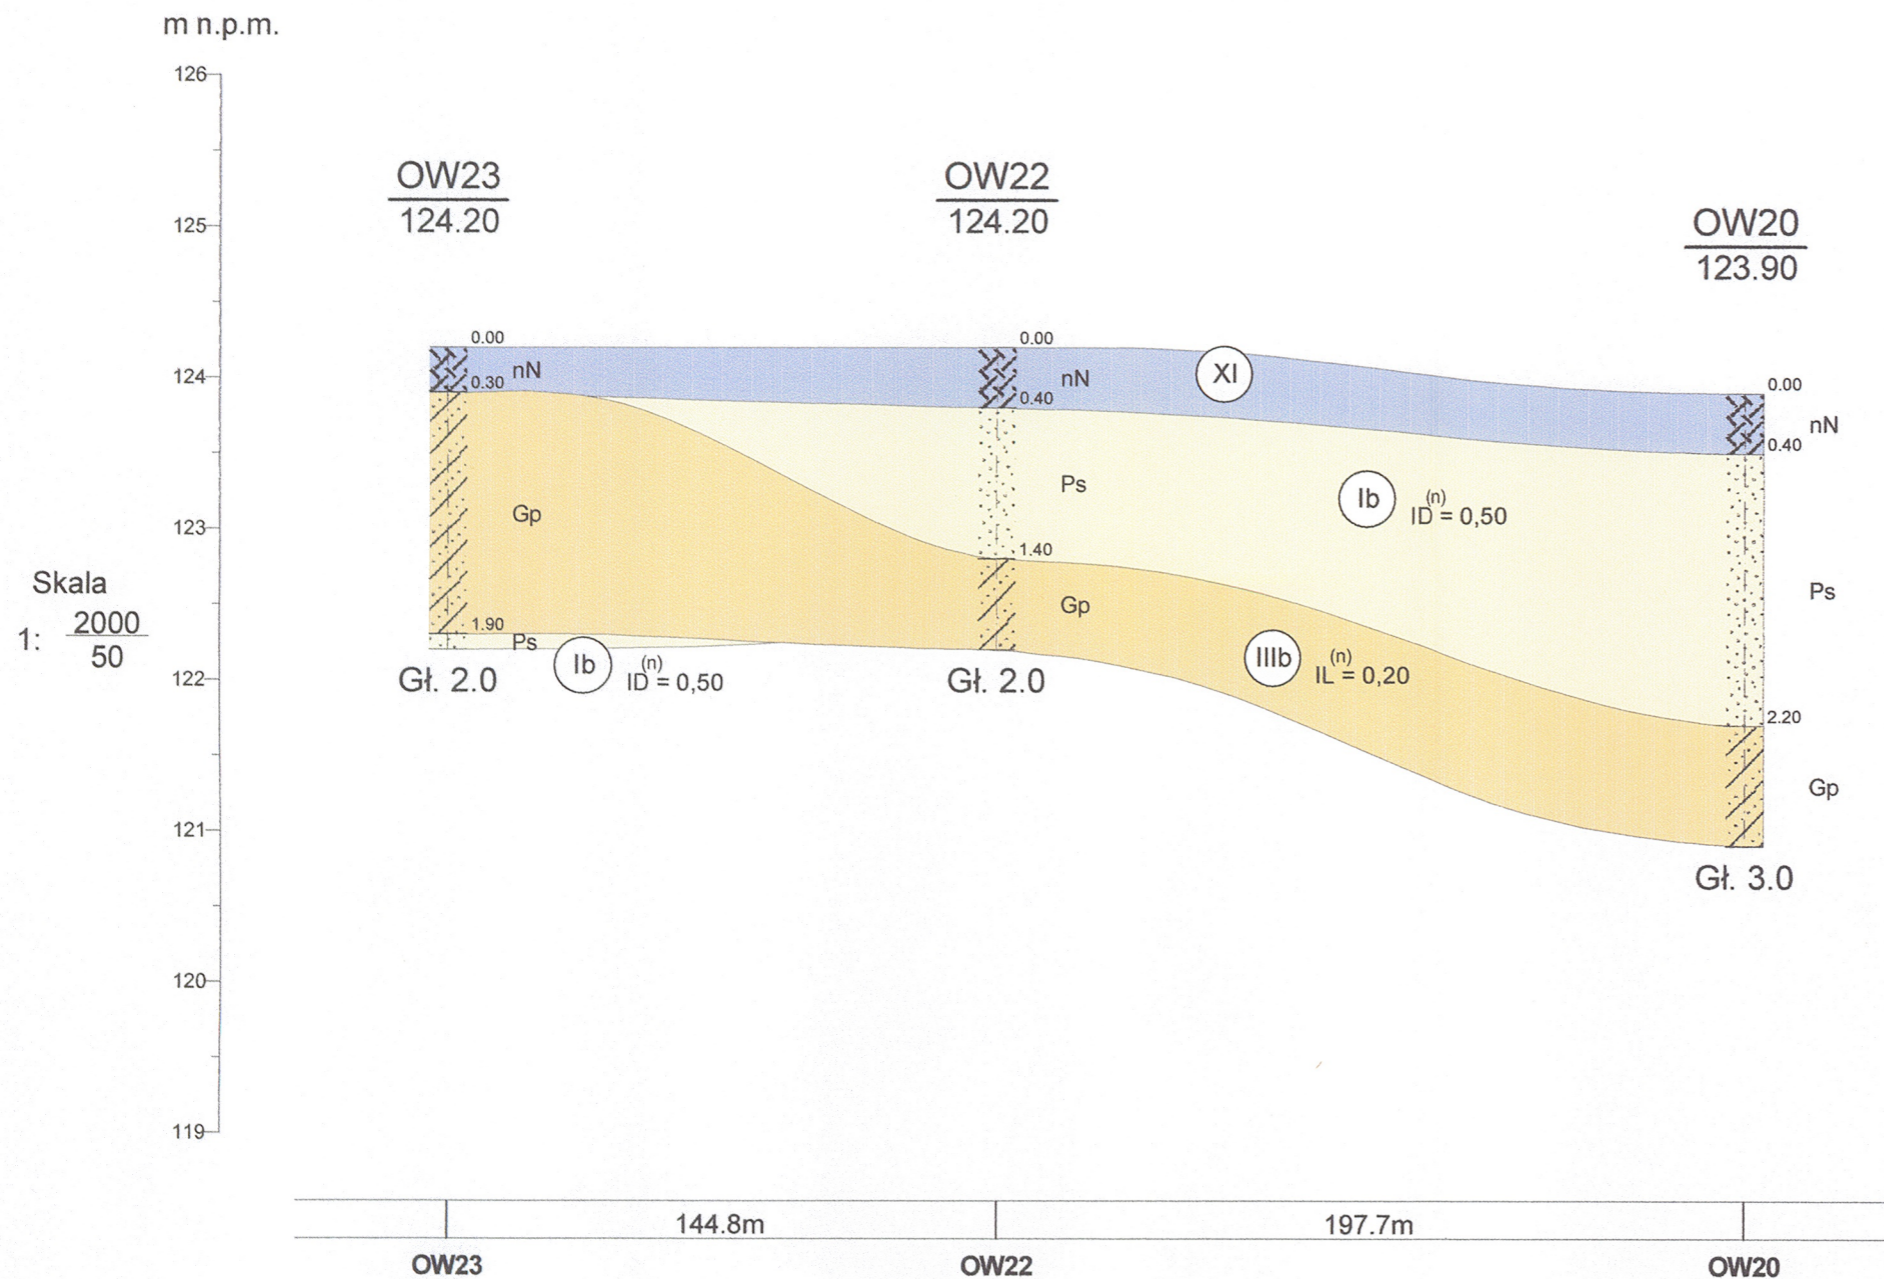 m n.p.m.
126
OW23
124.20
OW22
124.20
125
OW20
123.90
0.00
0.00
0.00
124
nN
0.30
nN
0.40
XI
nN
0.40
Ps
Ib
(n)
ID = 0,50
Gp
123
1.40
Skala
1: 2000
50
Gp
Ps
1.90
Ps
Ib
(n)
ID = 0,50
IIIb
(n)
IL = 0,20
122
Gł. 2.0
Gł. 2.0
2.20
Gp
121
Gł. 3.0
120
119
144.8m
197.7m
OW23
OW22
OW20